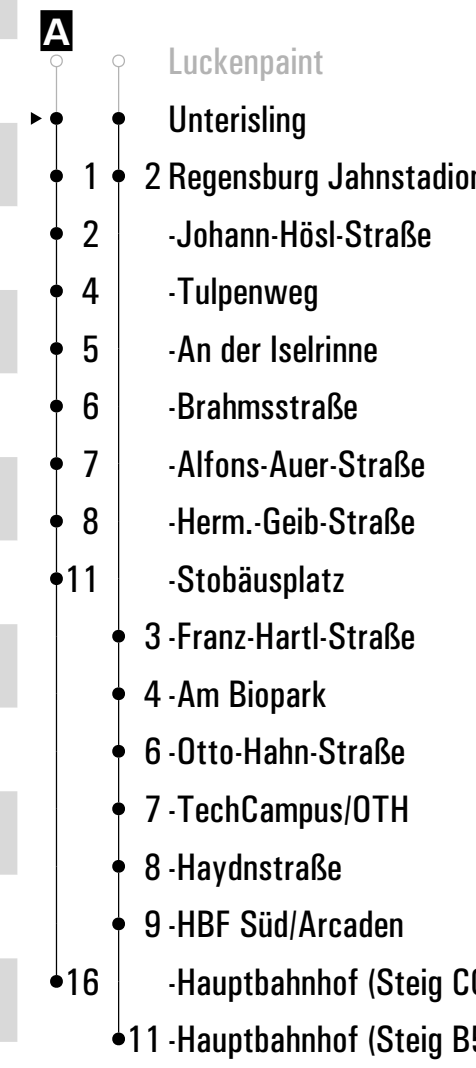 A
Luckenpaint
Unterisling
1 2 Regensburg Jahnstadion
2 -Johann-Hösl-Straße
4 -Tulpenweg
5 -An der Iselrinne
6 -Brahmsstraße
7 -Alfons-Auer-Straße
8 -Herm.-Geib-Straße
11 -Stobäusplatz
3 -Franz-Hartl-Straße
4 -Am Biopark
6 -Otto-Hahn-Straße
7 -TechCampus/OTH
8 -Haydnstraße
9 -HBF Süd/Arcaden
16 -Hauptbahnhof (Steig
11 -Hauptbahnhof (Steig